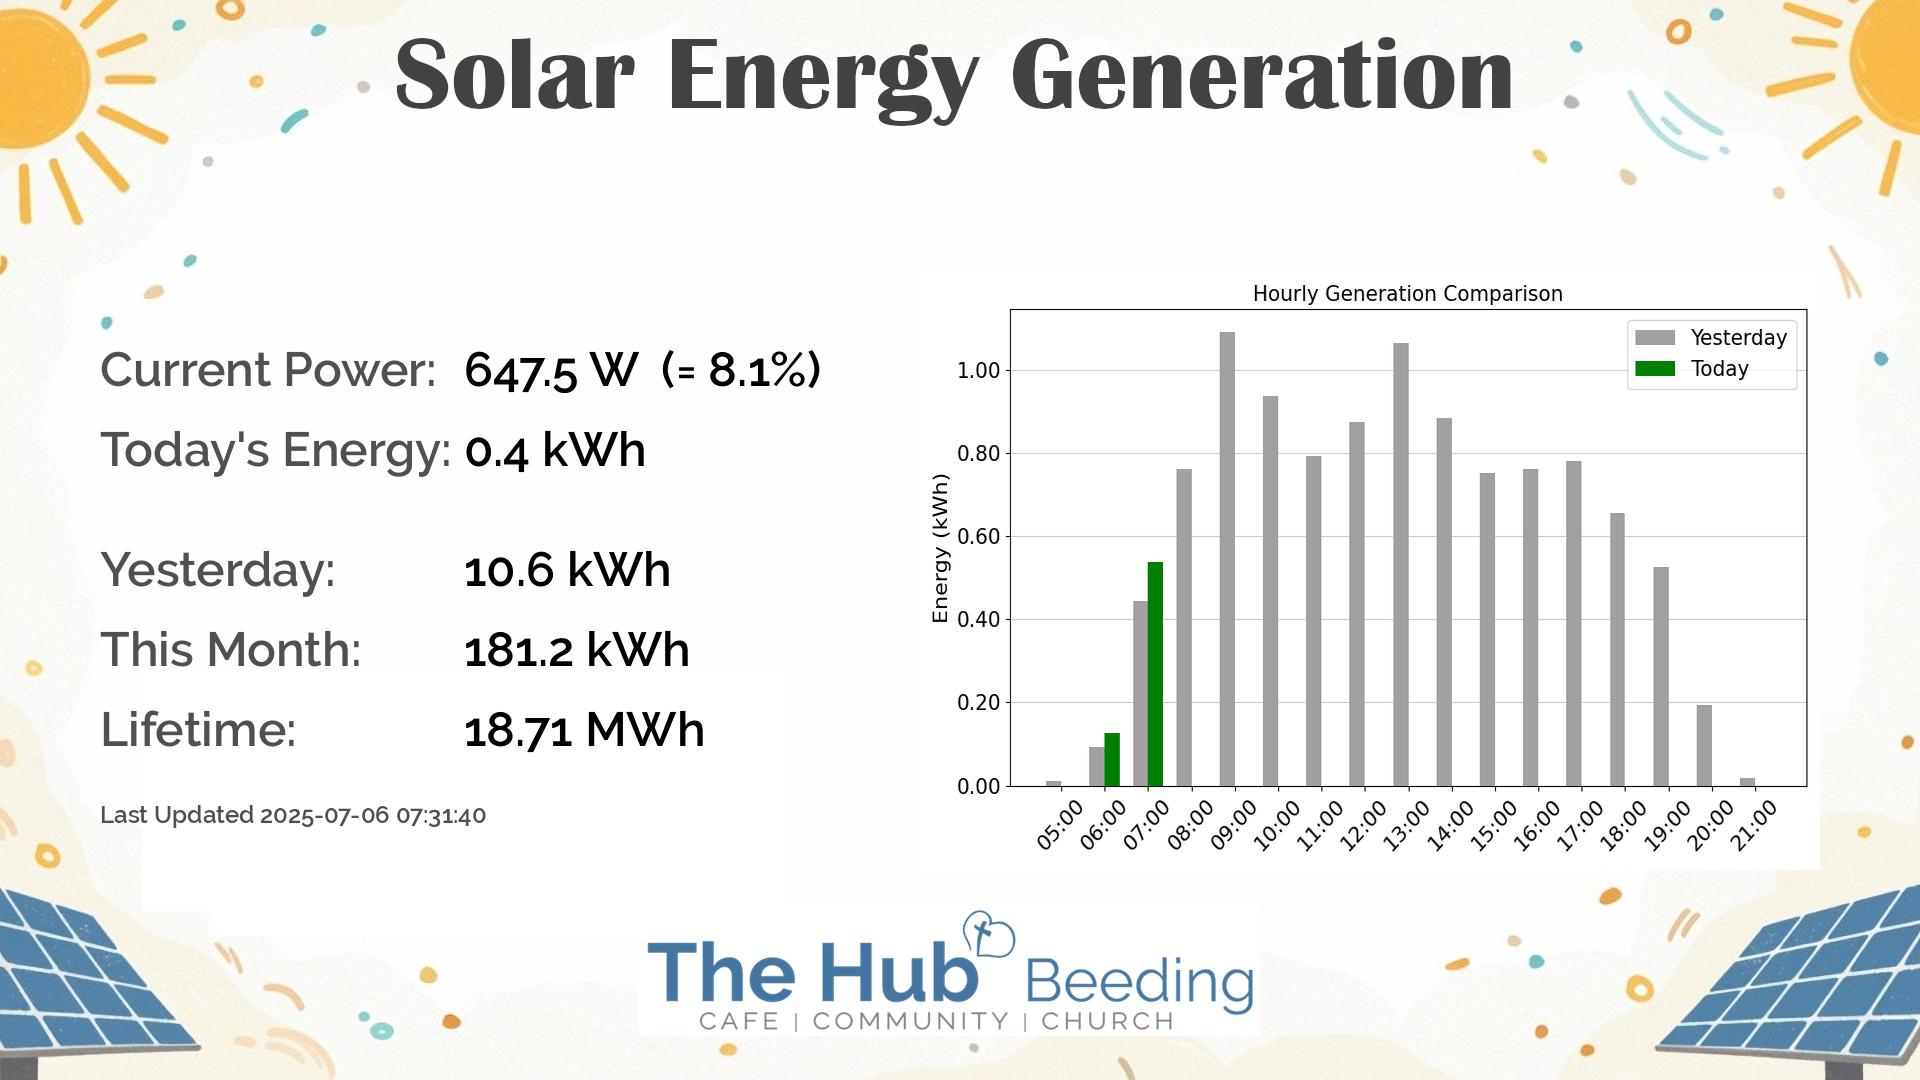 Solar Energy Generation
Current Power: 647.5 W (= 8.1%)
Today's Energy: 0.4 kWh
Yesterday: 10.6 kWh
This Month: 181.2 kWh
Lifetime: 18.71 MWh
Last Updated 2025-07-06 07:31:40
Hourly Generation Comparison
Yesterday
Today
Energy (kWh)
1.00
0.80
0.60
0.40
0.20
0.00
05:00 06:00 07:00 08:00 09:00 10:00 11:00 12:00 13:00 14:00 15:00 16:00 17:00 18:00 19:00 20:00 21:00
The Hub Beeding
CAFE | COMMUNITY | CHURCH